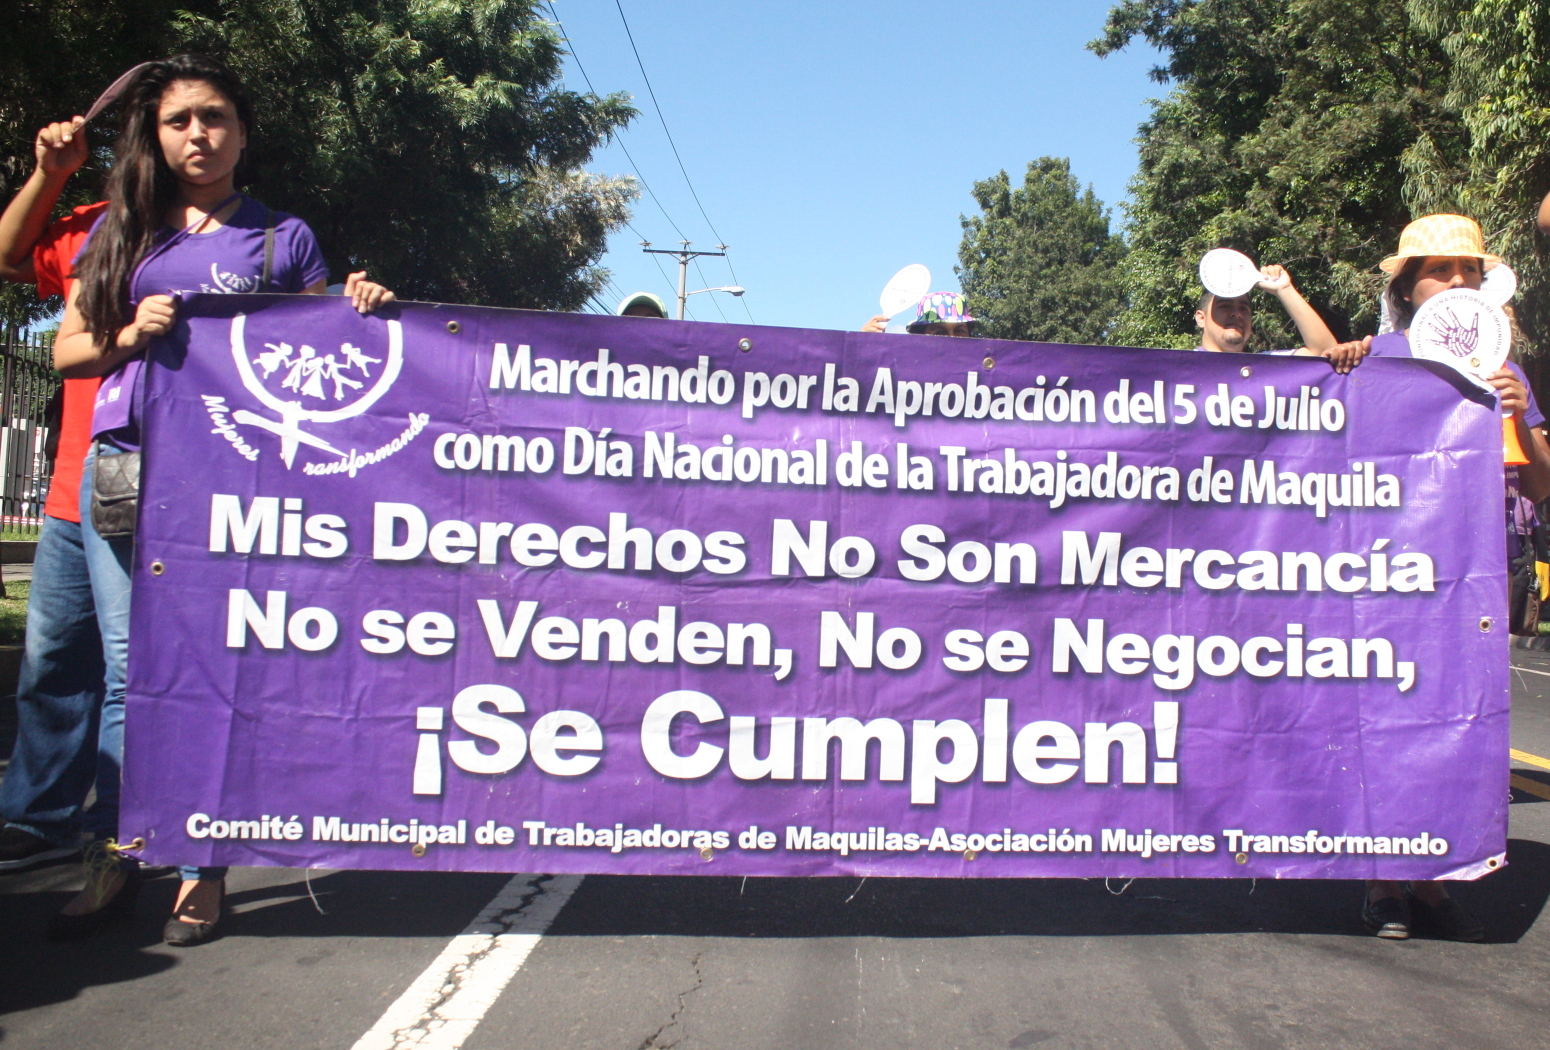 Mujeres
Transformando
Marchando por la Aprobación del 5 de Julio
como Día Nacional de la Trabajadora de Maquila
Mis Derechos No Son Mercancía
No se Venden, No se Negocian,
¡Se Cumplen!
Comité Municipal de Trabajadoras de Maquilas-Asociación Mujeres Transformando